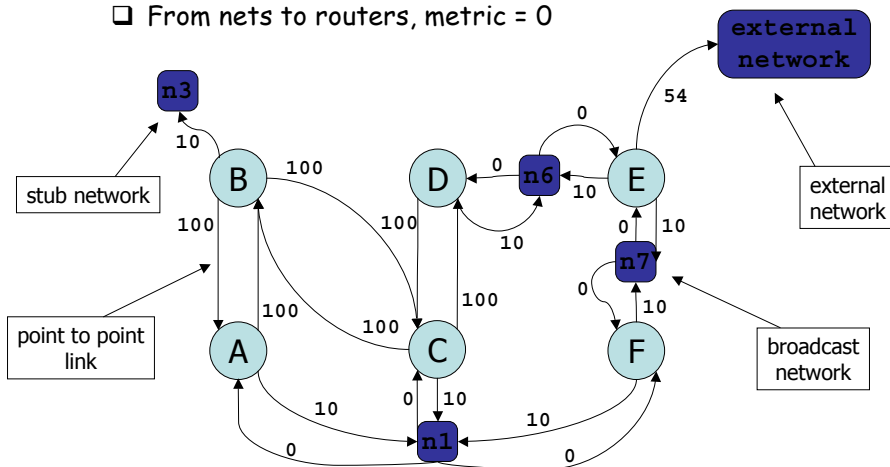 ❑ From nets to routers, metric = 0
external
network
n3
54
0
10
B
100
D
0
n6
10
E
stub network
external
network
100
100
10
0
10
n7
0
100
100
100
10
point to point
link
A
C
F
broadcast
network
10
0
10
10
n1
0
0